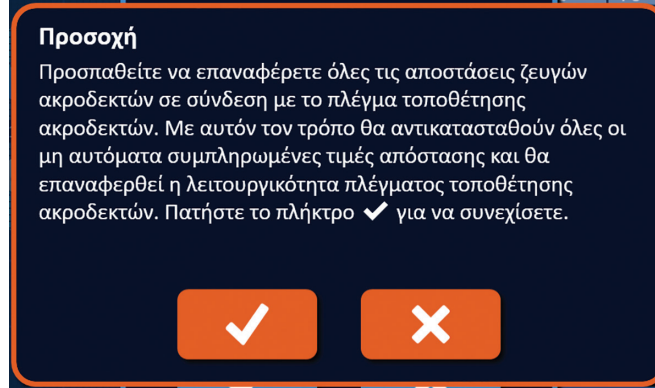 Προσοχή
Προσπαθείτε να επαναφέρετε όλες τις αποστάσεις ζευγών
ακροδεκτών σε σύνδεση με το πλέγμα τοποθέτησης
ακροδεκτών. Με αυτόν τον τρόπο θα αντικατασταθούν όλες οι
μη αυτόματα συμπληρωμένες τιμές απόστασης και θα
επαναφερθεί η λειτουργικότητα πλέγματος τοποθέτησης
ακροδεκτών. Πατήστε το πλήκτρο ✔ για να συνεχίσετε.